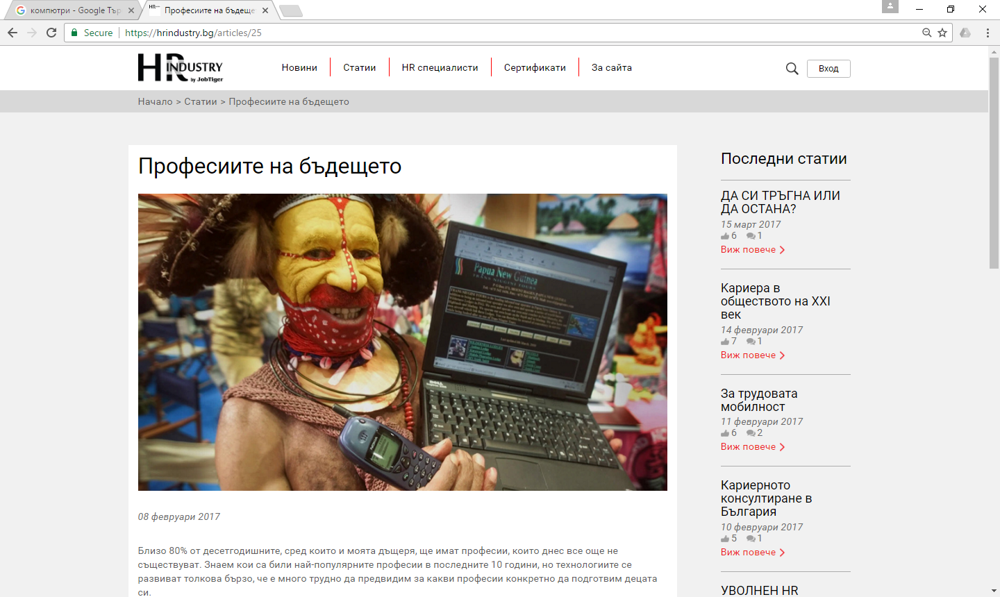 компютри - Google Тър
Професиите на бъдеще
Secure
https://hrindustry.bg/articles/25
HR INDUSTRY
by JobTiger
Новини
Статии
HR специалисти
Сертификати
За сайта
Вход
Начало > Статии > Професиите на бъдещето
Професиите на бъдещето
Papua New Guinea
TRANS NIUGINI TOURS
DELL
NOKIA
08 февруари 2017
Близо 80% от десетгодишните, сред които и моята дъщеря, ще имат професии, които днес все още не
съществуват. Знаем кои са били най-популярните професии в последните 10 години, но технологиите се
развиват толкова бързо, че е много трудно да предвидим за какви професии конкретно да подготвим децата
си.
Последни статии
ДА СИ ТРЪГНА ИЛИ
ДА ОСТАНА?
15 март 2017
6 1
Виж повече
Кариера в
обществото на XXI
век
14 февруари 2017
7 1
Виж повече
За трудовата
мобилност
11 февруари 2017
6 2
Виж повече
Кариерното
консултиране в
България
10 февруари 2017
5 1
Виж повече
УВОЛНЕН HR